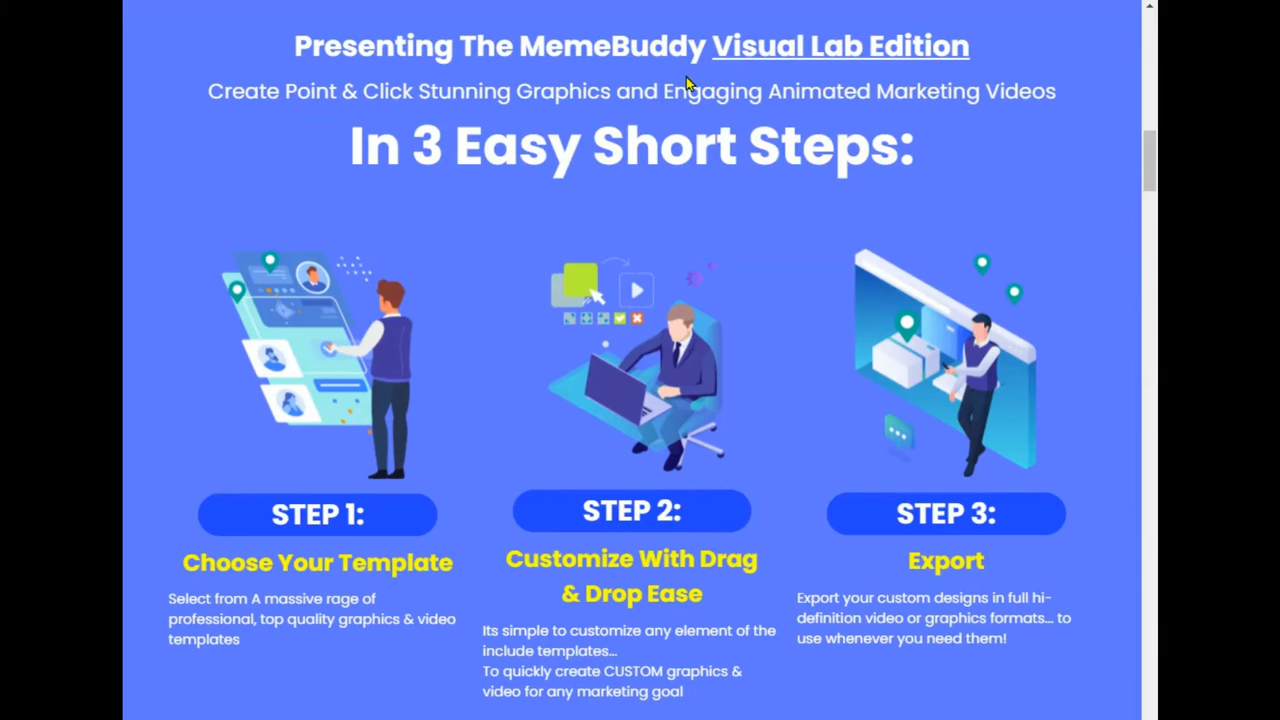 Presenting The MemeBuddy Visual Lab Edition
Create Point & Click Stunning Graphics and Engaging Animated Marketing Videos
In 3 Easy Short Steps:
STEP 1:
Choose Your Template
Select from A massive rage of
professional, top quality graphics & video
templates
STEP 2:
Customize With Drag
& Drop Ease
Its simple to customize any element of the
include templates...
To quickly create CUSTOM graphics &
video for any marketing goal
STEP 3:
Export
Export your custom designs in full hi-
definition video or graphics formats... to
use whenever you need them!